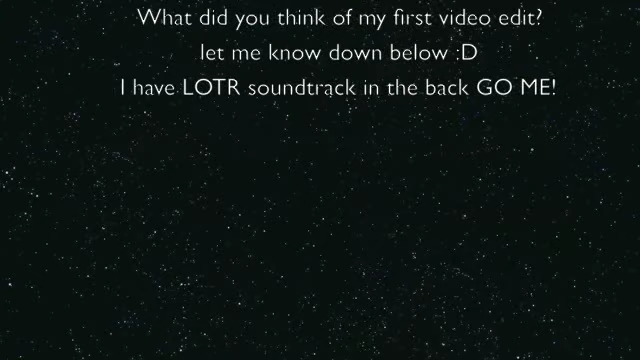 What did you think of my first video edit?
let me know down below :D
I have LOTR soundtrack in the back GO ME!